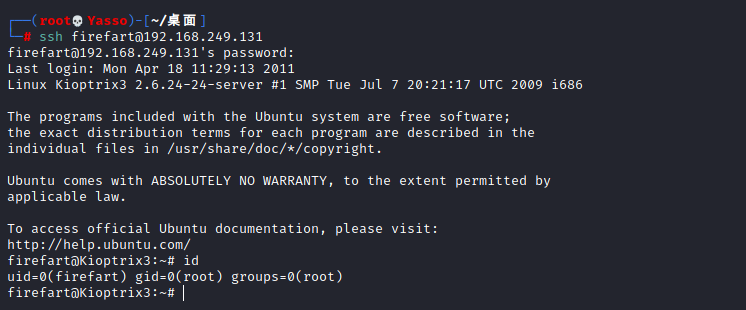 ┌──(root💀Yasso)-[~/桌面]
└─# ssh firefart@192.168.249.131
firefart@192.168.249.131's password:
Last login: Mon Apr 18 11:29:13 2011
Linux Kioptrix3 2.6.24-24-server #1 SMP Tue Jul 7 20:21:17 UTC 2009 i686
The programs included with the Ubuntu system are free software;
the exact distribution terms for each program are described in the
individual files in /usr/share/doc/*/copyright.
Ubuntu comes with ABSOLUTELY NO WARRANTY, to the extent permitted by
applicable law.
To access official Ubuntu documentation, please visit:
http://help.ubuntu.com/
firefart@Kioptrix3:~# id
uid=0(firefart) gid=0(root) groups=0(root)
firefart@Kioptrix3:~#